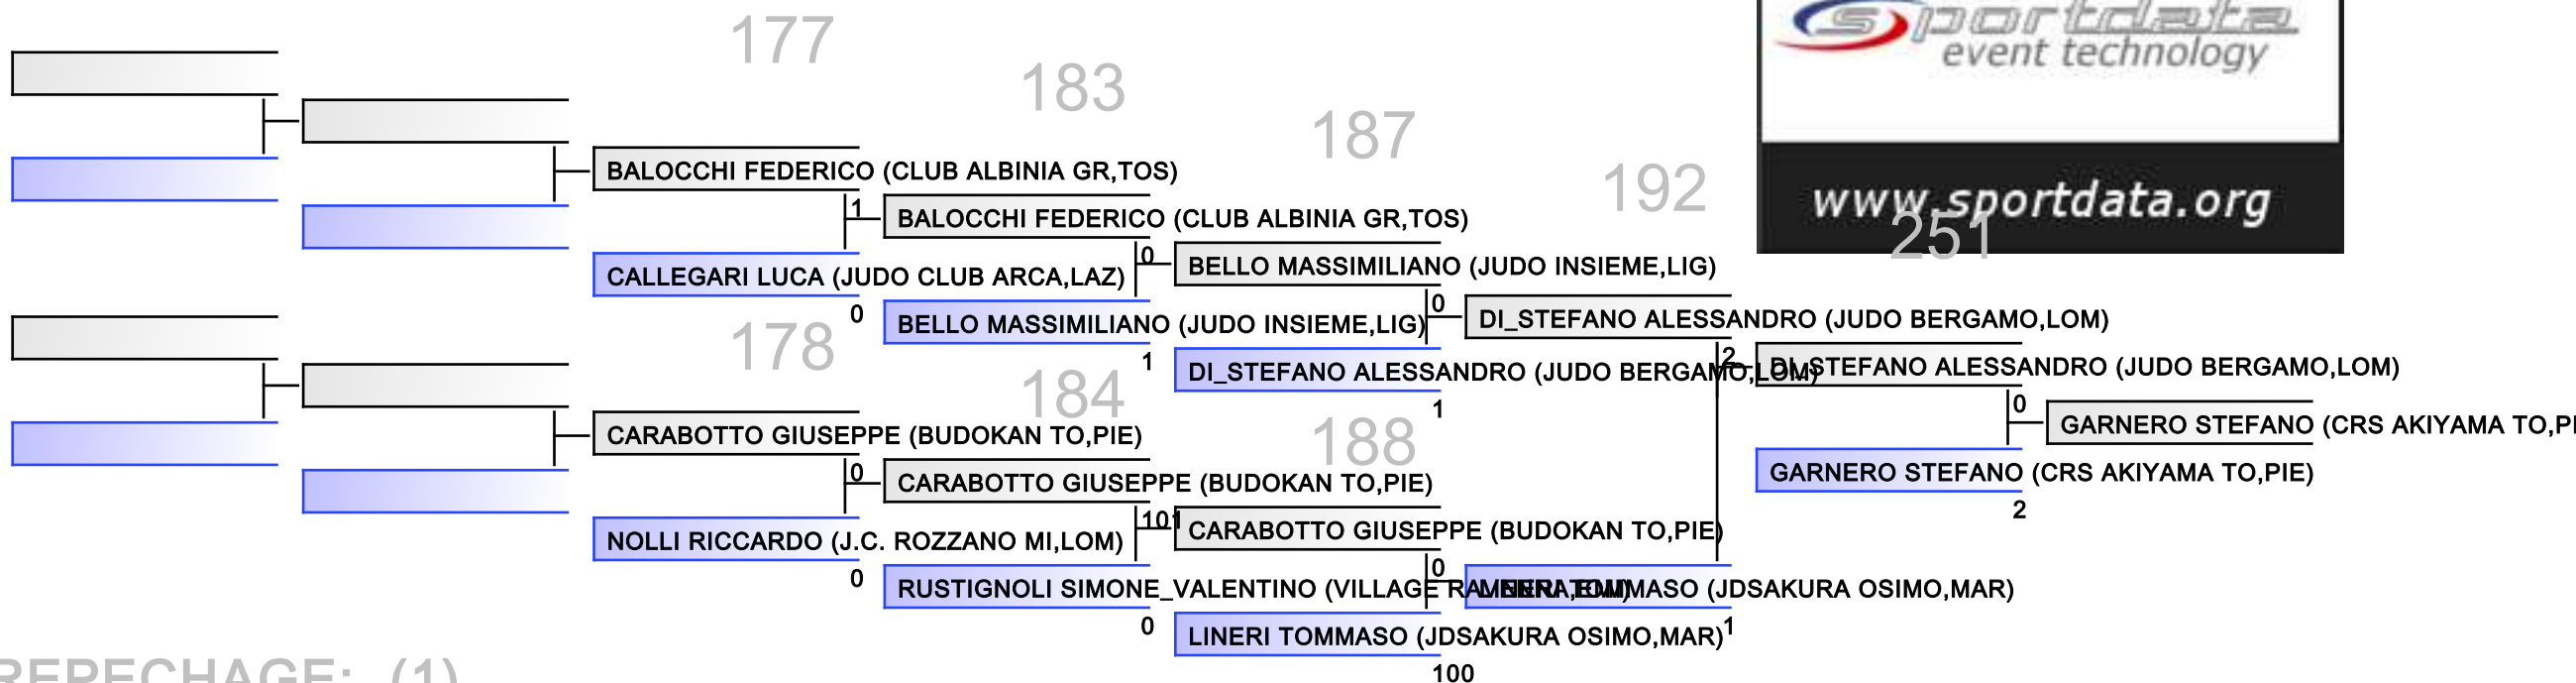 sportdata
event technology
www.sportdata.org
177
183
187
192
251
BALOCCHI FEDERICO (CLUB ALBINIA GR,TOS)
1
BALOCCHI FEDERICO (CLUB ALBINIA GR,TOS)
CALLEGARI LUCA (JUDO CLUB ARCA,LAZ)
0
0
BELLO MASSIMILIANO (JUDO INSIEME,LIG)
BELLO MASSIMILIANO (JUDO INSIEME,LIG)
1
0
DI_STEFANO ALESSANDRO (JUDO BERGAMO,LOM)
DI_STEFANO ALESSANDRO (JUDO BERGAMO,LOM)
1
2
DI_STEFANO ALESSANDRO (JUDO BERGAMO,LOM)
0
GARNERO STEFANO (CRS AKIYAMA TO,PI
GARNERO STEFANO (CRS AKIYAMA TO,PIE)
2
178
184
188
CARABOTTO GIUSEPPE (BUDOKAN TO,PIE)
0
CARABOTTO GIUSEPPE (BUDOKAN TO,PIE)
NOLLI RICCARDO (J.C. ROZZANO MI,LOM)
0
101
CARABOTTO GIUSEPPE (BUDOKAN TO,PIE)
RUSTIGNOLI SIMONE_VALENTINO (VILLAGE RAVENNA,EMI)
0
0
LINERI TOMMASO (JDSAKURA OSIMO,MAR)
1
LINERI TOMMASO (JDSAKURA OSIMO,MAR)
100
REPECHAGE: (1)